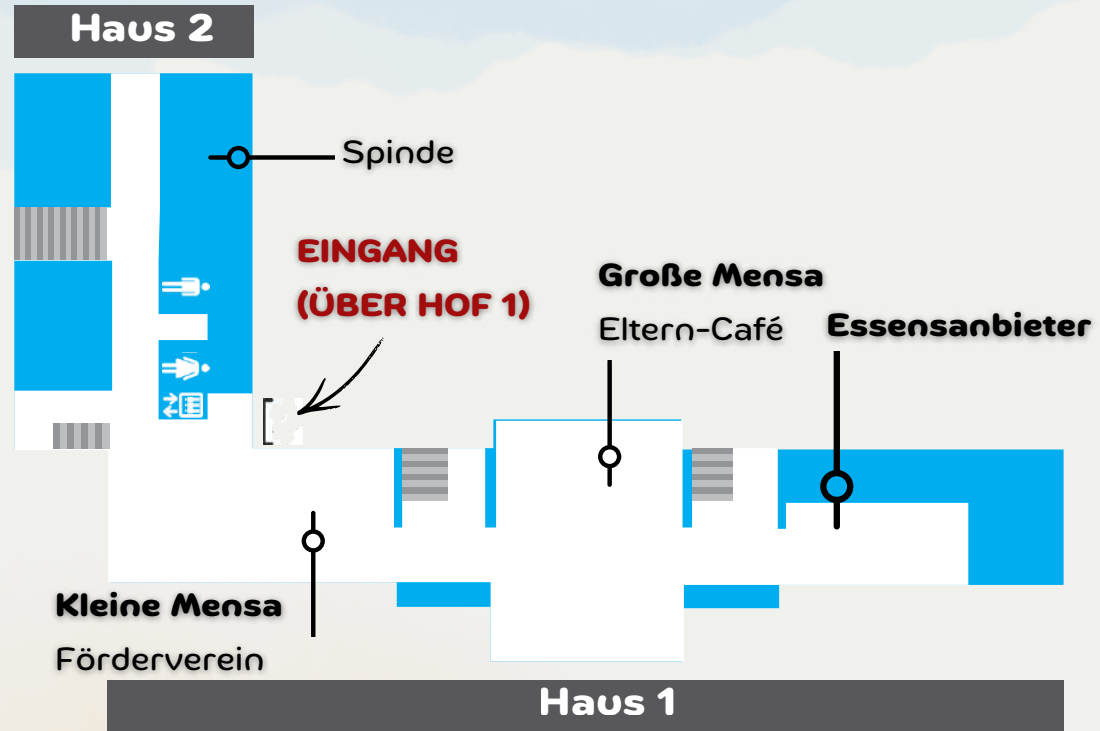 Haus 2
Spinde
EINGANG
(ÜBER HOF 1)
Große Mensa
Eltern-Café
Essensanbieter
Kleine Mensa
Förderverein
Haus 1